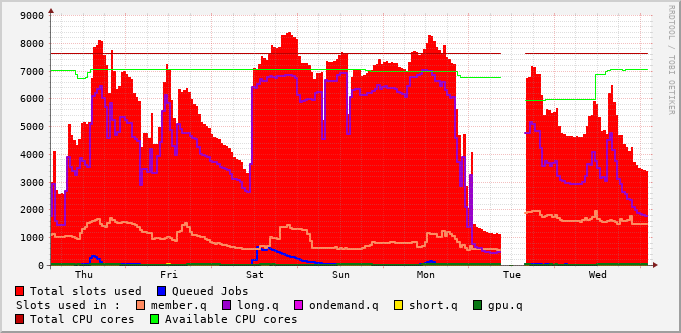 9000
8000
7000
6000
5000
4000
3000
2000
1000
0
Thu Fri Sat Sun Mon Tue Wed
RRDTOOL / TOBI OETIKER
Total slots used Queued Jobs
Slots used in : member.q long.q ondemand.q short.q gpu.q
Total CPU cores Available CPU cores